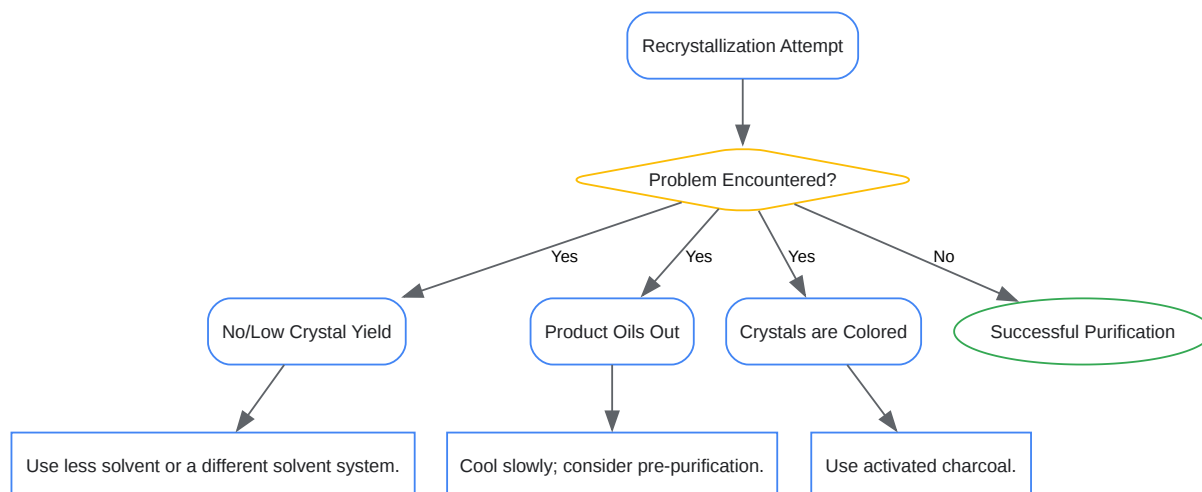 Recrystallization Attempt
Problem Encountered?
Yes
Yes
Yes
No
No/Low Crystal Yield
Product Oils Out
Crystals are Colored
Successful Purification
Use less solvent or a different solvent system.
Cool slowly; consider pre-purification.
Use activated charcoal.